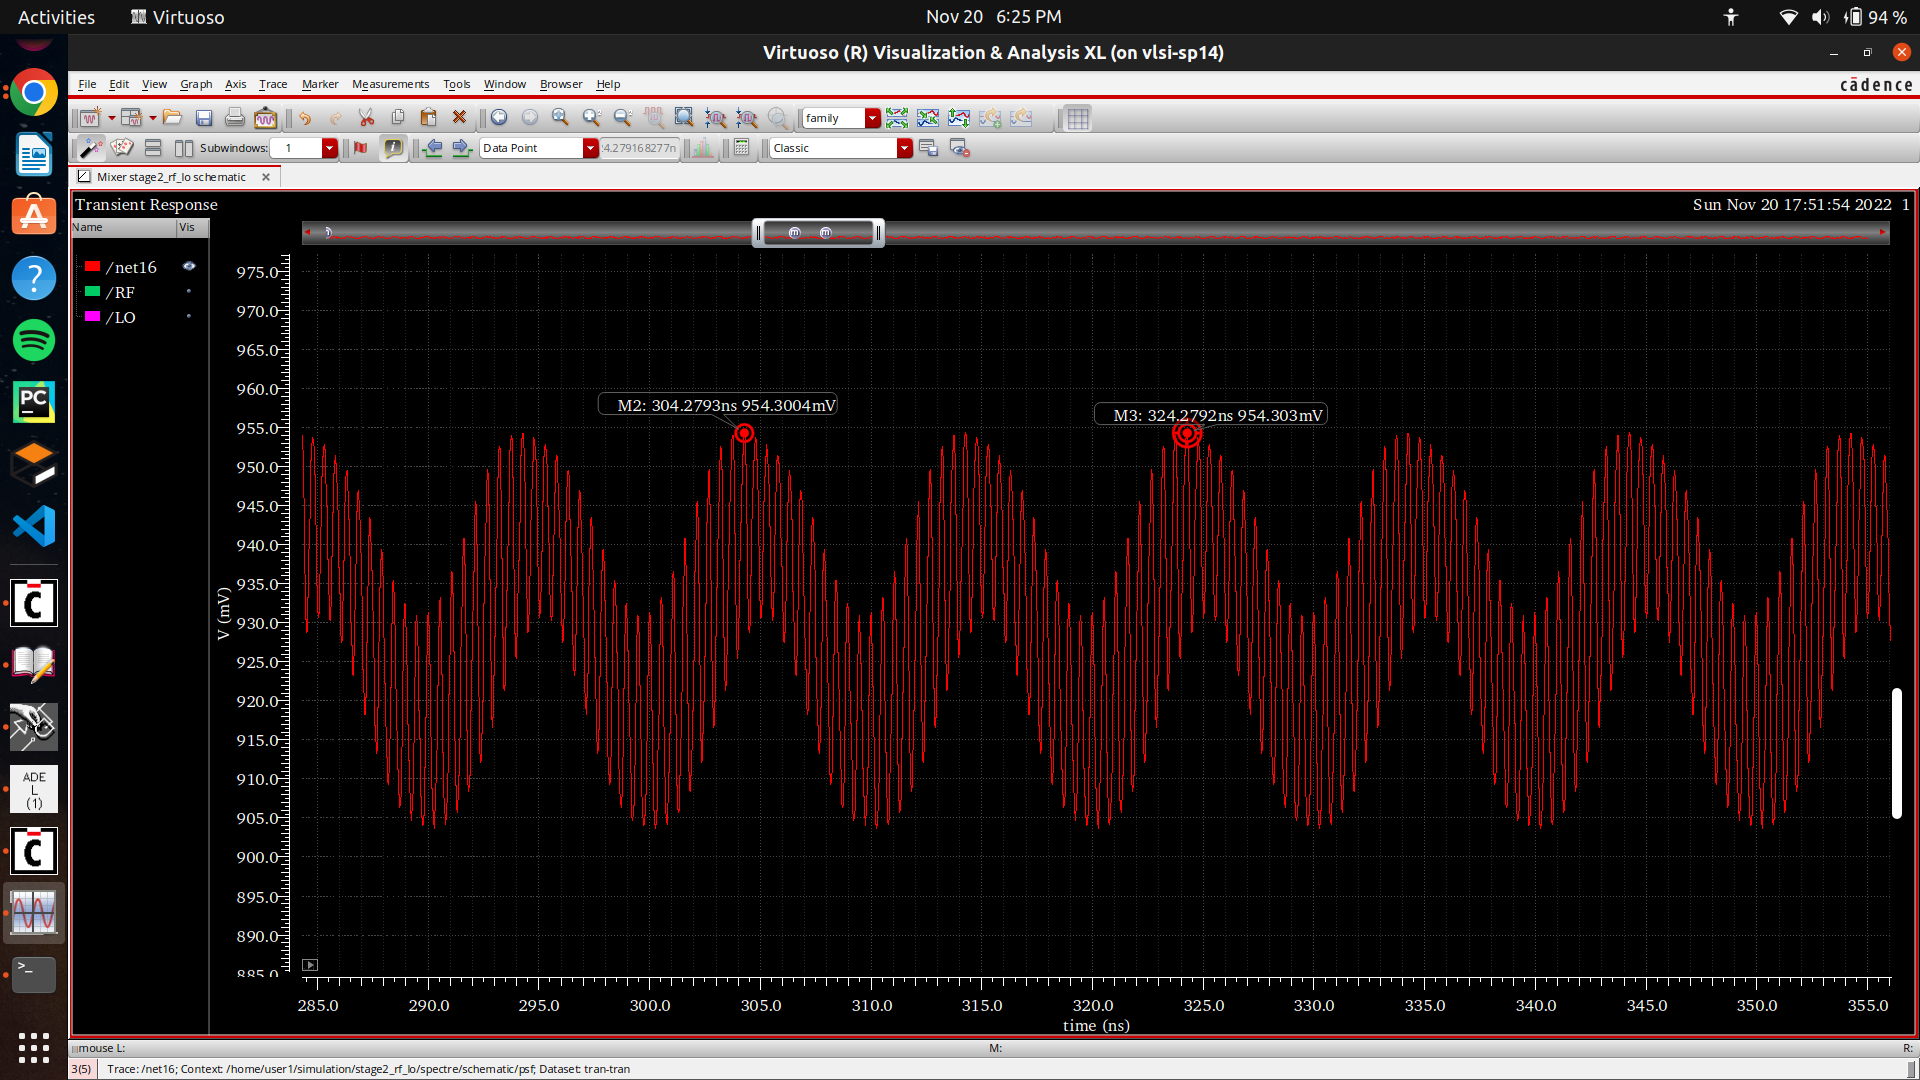 Activities
Virtuoso
Nov 20 6:25 PM
94 %
Virtuoso (R) Visualization & Analysis XL (on vlsi-sp14)
File Edit View Graph Axis Trace Marker Measurements Tools Window Browser Help
cādence
family
Subwindows: 1
Data Point
4.279168277n
Classic
Mixer stage2_rf_lo schematic
Transient Response
Sun Nov 20 17:51:54 2022 1
Name Vis
/net16
/RF
/LO
975.0
970.0
965.0
960.0
955.0
950.0
945.0
940.0
935.0
930.0
925.0
920.0
915.0
910.0
905.0
900.0
895.0
890.0
885.0
V (mV)
M2: 304.2793ns 954.3004mV
M3: 324.2792ns 954.303mV
285.0 290.0 295.0 300.0 305.0 310.0 315.0 320.0 325.0 330.0 335.0 340.0 345.0 350.0 355.0
time (ns)
PC
C
ADE
L
(1)
C
>_
mouse L:
M:
R:
3(5)
Trace: /net16; Context: /home/user1/simulation/stage2_rf_lo/spectre/schematic/psf; Dataset: tran-tran